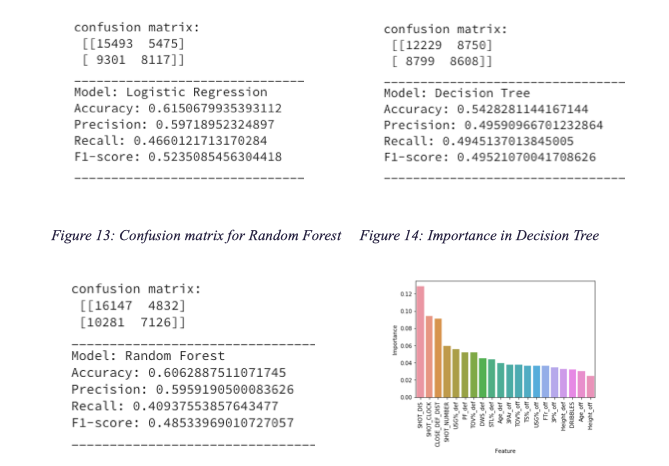 confusion matrix:
[[15493 5475]
[ 9301 8117]]
Model: Logistic Regression
Accuracy: 0.6150679935393112
Precision: 0.59718952324897
Recall: 0.4660121713170284
F1-score: 0.5235085456304418
confusion matrix:
[[12229 8750]
[ 8799 8608]]
Model: Decision Tree
Accuracy: 0.5428281144167144
Precision: 0.49590966701232864
Recall: 0.4945137013845005
F1-score: 0.49521070041708626
Figure 13: Confusion matrix for Random Forest
Figure 14: Importance in Decision Tree
confusion matrix:
[[16147 4832]
[10281 7126]]
Model: Random Forest
Accuracy: 0.6062887511071745
Precision: 0.5959190500083626
Recall: 0.409375538576434​77
F1-score: 0.48533969010727057
Importance
0.12
0.10
0.08
0.06
0.04
0.02
0.00
SHOT_DIS
SHOT_CLOCK
CLOSE_DEF_DIST
SHOT_NUMBER
USG%_def
PF_def
TOV%_def
DWS_def
STL%_def
Age_def
3PAr_off
TOV%_off
TS%_off
USG%_off
FTr_off
3P%_off
Height_def
DRIBBLES
Age_off
Height_off
Feature